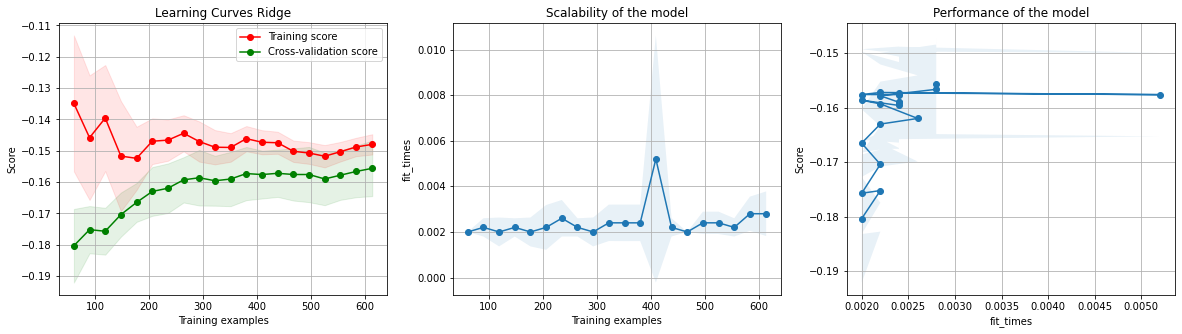 Learning Curves Ridge
Training score
Cross-validation score
−0.11
−0.12
−0.13
−0.14
−0.15
−0.16
−0.17
−0.18
−0.19
Score
100 200 300 400 500 600
Training examples
Scalability of the model
0.010
0.008
0.006
0.004
0.002
0.000
fit_times
100 200 300 400 500 600
Training examples
Performance of the model
−0.15
−0.16
−0.17
−0.18
−0.19
Score
0.0020 0.0025 0.0030 0.0035 0.0040 0.0045 0.0050
fit_times